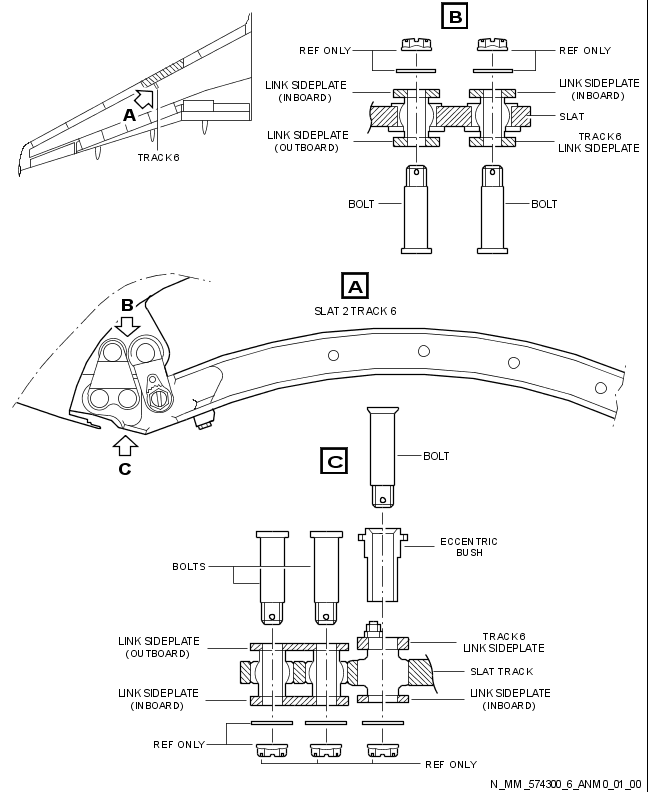 B
REF ONLY
REF ONLY
LINK SIDEPLATE
(INBOARD)
LINK SIDEPLATE
(INBOARD)
SLAT
LINK SIDEPLATE
(OUTBOARD)
TRACK 6
LINK SIDEPLATE
A
TRACK 6
BOLT
BOLT
A
SLAT 2 TRACK 6
B
C
C
BOLT
ECCENTRIC
BUSH
BOLTS
LINK SIDEPLATE
(OUTBOARD)
TRACK 6
LINK SIDEPLATE
SLAT TRACK
LINK SIDEPLATE
(INBOARD)
LINK SIDEPLATE
(INBOARD)
REF ONLY
REF ONLY
N_MM_574300_6_ANM0_01_00